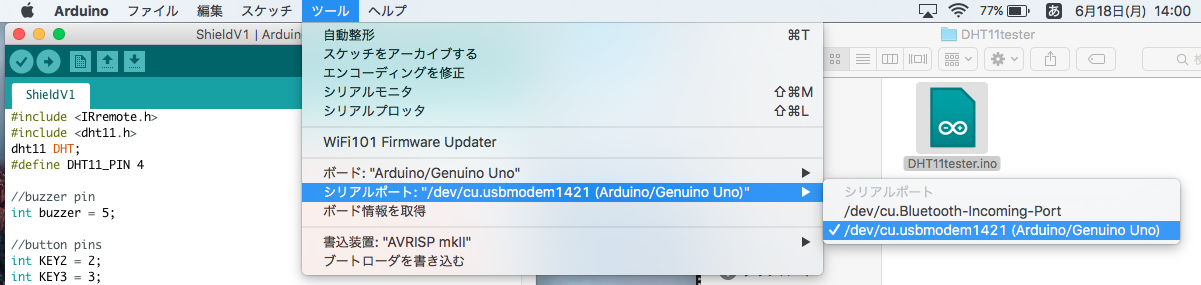 Arduino ファイル 編集 スケッチ ツール ヘルプ 77% あ 6月18日(月) 14:00
ShieldV1 | Arduin
DHT11tester
自動整形 ⌘T
スケッチをアーカイブする
エンコーディングを修正
シリアルモニタ ⇧⌘M
シリアルプロッタ ⇧⌘L
WiFi101 Firmware Updater
ボード: "Arduino/Genuino Uno"
シリアルポート: "/dev/cu.usbmodem1421 (Arduino/Genuino Uno)"
ボード情報を取得
書込装置: "AVRISP mkII"
ブートローダを書き込む
シリアルポート
/dev/cu.Bluetooth-Incoming-Port
✓/dev/cu.usbmodem1421 (Arduino/Genuino Uno)
ShieldV1
#include <IRremote.h>
#include <dht11.h>
dht11 DHT;
#define DHT11_PIN 4
//buzzer pin
int buzzer = 5;
//button pins
int KEY2 = 2;
int KEY3 = 3;
DHT11tester.ino